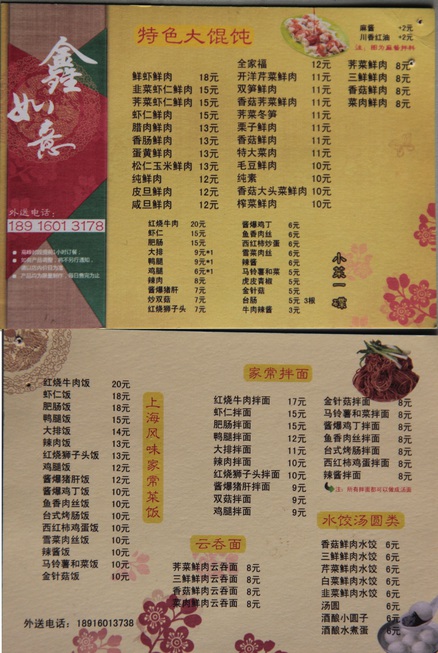 鑫如意
外送电话：
189 1601 3178
特色大馄饨
麻酱 +2元
川香红油 +2元
鲜虾鲜肉 18元
韭菜虾仁鲜肉 15元
荠菜虾仁鲜肉 15元
虾仁鲜肉 15元
腊肉鲜肉 13元
香肠鲜肉 13元
蛋黄鲜肉 13元
松仁玉米鲜肉 13元
纯鲜肉 12元
皮旦鲜肉 12元
咸旦鲜肉 12元
全家福 12元
开洋荠菜鲜肉 11元
双笋鲜肉 11元
香菇荠菜鲜肉 11元
荠菜冬笋 11元
栗子鲜肉 11元
香菇鲜肉 11元
特大菜肉 11元
毛豆鲜肉 10元
纯素 10元
香菇大头菜鲜肉 10元
榨菜鲜肉 10元
荠菜鲜肉 8元
三鲜鲜肉 8元
香菇鲜肉 8元
菜肉鲜肉 8元
红烧牛肉 20元
虾仁 15元
肥肠 15元
大排 9元*1
鸭腿 9元*1
鸡腿 6元*1
辣肉 8元
酱爆猪肝 7元
炒双菇 7元
红烧狮子头 7元
酱爆鸡丁 6元
鱼香肉丝 6元
西红柿炒蛋 6元
雪菜肉丝 6元
辣酱 6元
马铃薯和菜 5元
虎皮青椒 5元
金针菇 5元
台肠 5元 3根
牛肉辣酱 3元
小菜一碟
红烧牛肉饭 20元
虾仁饭 18元
肥肠饭 18元
鸭腿饭 15元
大排饭 14元
辣肉饭 13元
红烧狮子头饭 13元
鸡腿饭 12元
酱爆猪肝饭 12元
酱爆鸡丁饭 10元
鱼香肉丝饭 10元
台式烤肠饭 10元
西红柿鸡蛋饭 10元
雪菜肉丝饭 10元
辣酱饭 10元
马铃薯和菜饭 10元
金针菇饭 10元
外送电话：18916013738
上海风味家常菜饭
家常拌面
红烧牛肉拌面 17元
虾仁拌面 15元
肥肠拌面 15元
鸭腿拌面 12元
大排拌面 11元
辣肉拌面 10元
红烧狮子头拌面 10元
酱爆猪肝拌面 9元
双菇拌面 9元
鸡腿拌面 9元
金针菇拌面 8元
马铃薯和菜拌面 8元
酱爆鸡丁拌面 8元
鱼香肉丝拌面 8元
台式烤肠拌面 8元
西红柿鸡蛋拌面 8元
辣酱拌面 8元
注：所有拌面都可以做成汤面
云吞面
荠菜鲜肉云吞面 8元
三鲜鲜肉云吞面 8元
香菇鲜肉云吞面 8元
菜肉鲜肉云吞面 8元
水饺汤圆类
香菇鲜肉水饺 6元
三鲜鲜肉水饺 6元
芹菜鲜肉水饺 6元
白菜鲜肉水饺 6元
韭菜鲜肉水饺 6元
汤圆 6元
酒酿小圆子 6元
酒酿水煮蛋 6元